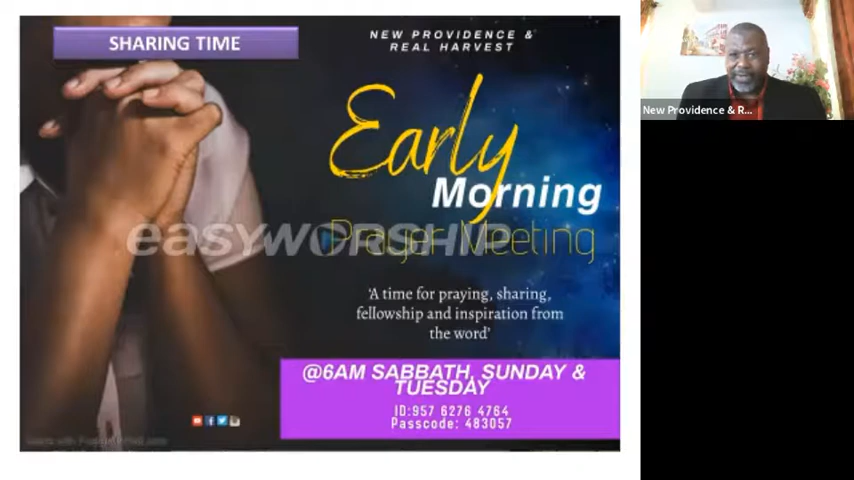 SHARING TIME
NEW PROVIDENCE &
REAL HARVEST
Early
Morning
Prayer Meeting
easyWORSHIP
'A time for praying, sharing,
fellowship and inspiration from
the word'
@6AM SABBATH, SUNDAY &
TUESDAY
ID:957 6276 4764
Passcode: 483057
New Providence & R...